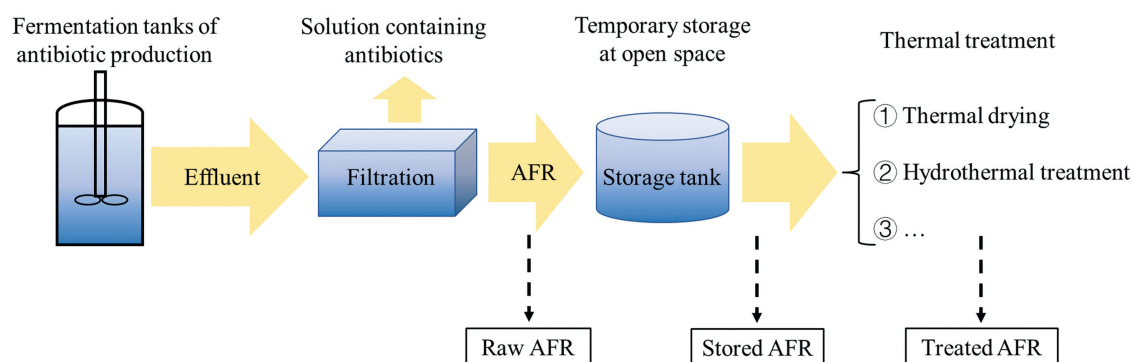 Fermentation tanks of
antibiotic production
Solution containing
antibiotics
Temporary storage
at open space
Thermal treatment
Effluent
Filtration
AFR
Storage tank
① Thermal drying
② Hydrothermal treatment
③ ...
Raw AFR
Stored AFR
Treated AFR